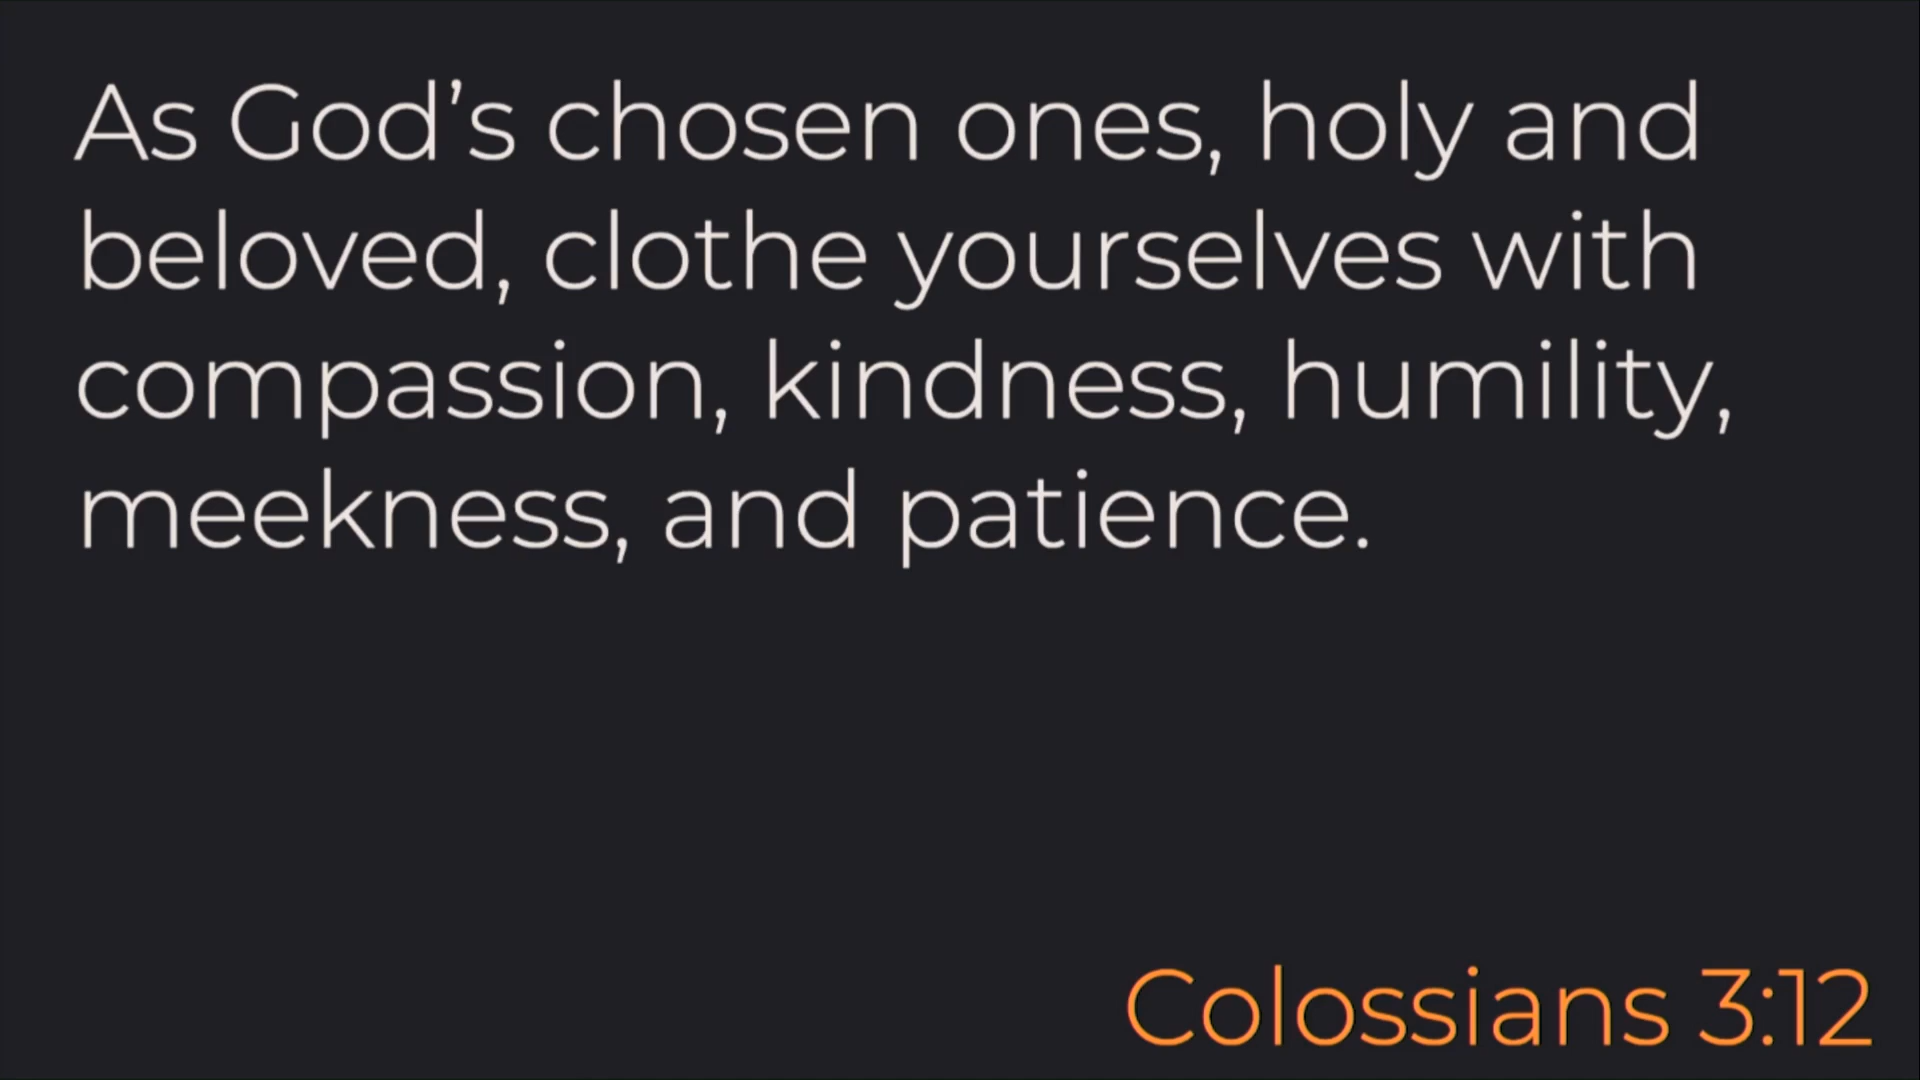 As God’s chosen ones, holy and
beloved, clothe yourselves with
compassion, kindness, humility,
meekness, and patience.
Colossians 3:12